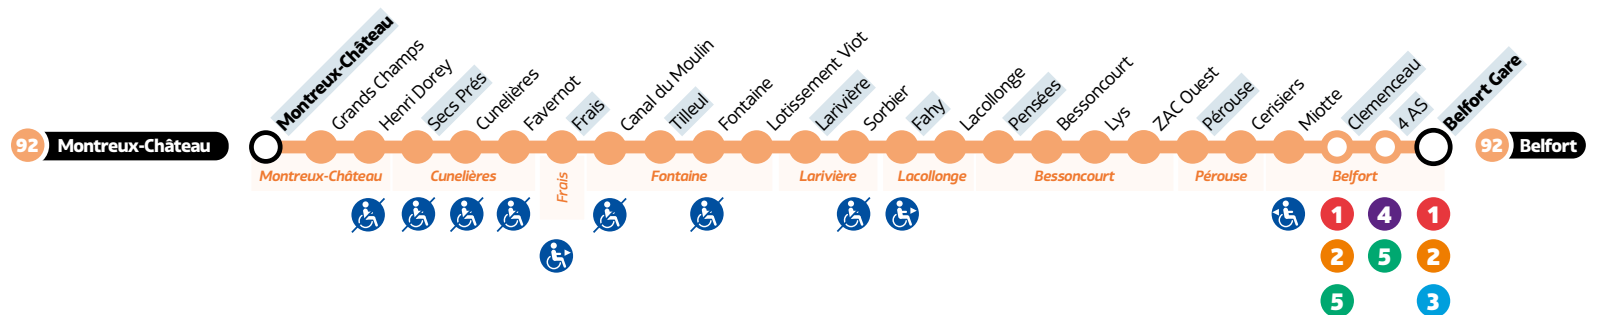 92 Montreux-Château
Montreux-Château
Grands Champs
Henri Dorey
Secs Prés
Cunelières
Favernot
Frais
Canal du Moulin
Tilleul
Fontaine
Lotissement Viot
Larivière
Sorbier
Fahy
Lacollonge
Pensées
Bessoncourt
Lys
ZAC Ouest
Pérouse
Cerisiers
Miotte
Clemenceau
4 AS
Belfort Gare
92 Belfort
Montreux-Château
Cunelières
Frais
Fontaine
Larivière
Lacollonge
Bessoncourt
Pérouse
Belfort
1 4 1
2 5 2
5 3